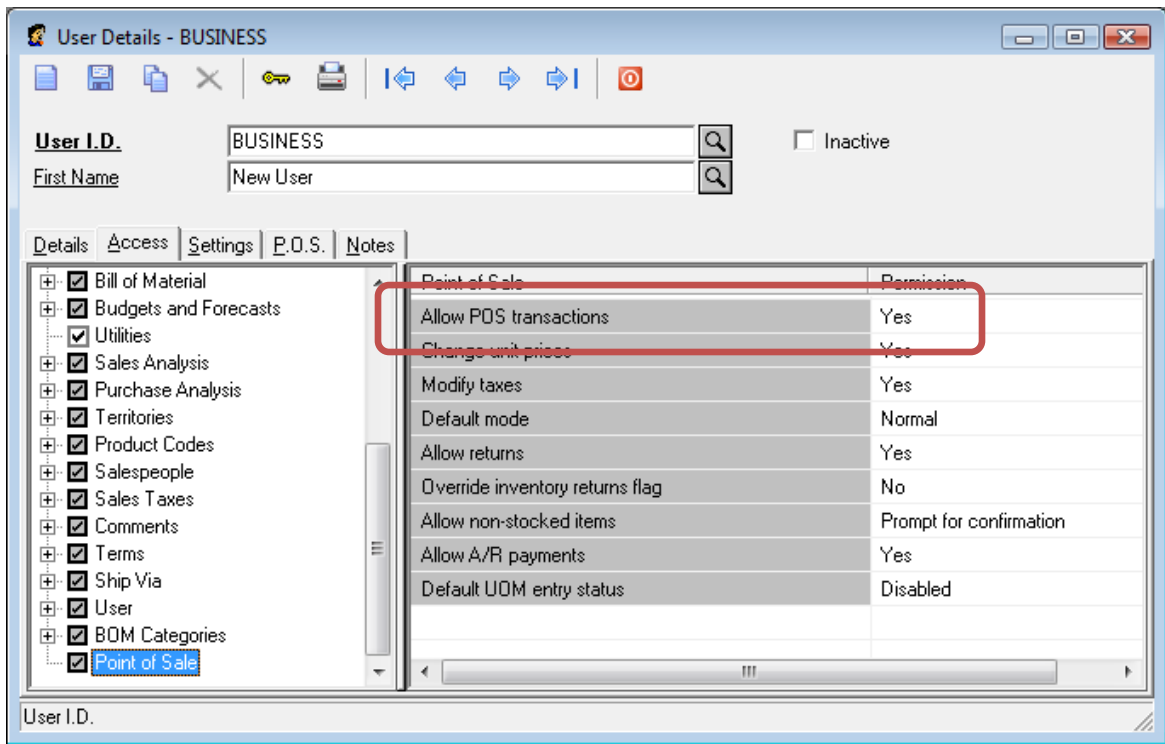 User Details - BUSINESS
User I.D. BUSINESS Inactive
First Name New User
Details Access Settings P.O.S. Notes
Bill of Material
Budgets and Forecasts
Utilities
Sales Analysis
Purchase Analysis
Territories
Product Codes
Salespeople
Sales Taxes
Comments
Terms
Ship Via
User
BOM Categories
Point of Sale
Point of Sale Permission
Allow POS transactions Yes
Change unit prices Yes
Modify taxes Yes
Default mode Normal
Allow returns Yes
Override inventory returns flag No
Allow non-stocked items Prompt for confirmation
Allow A/R payments Yes
Default UOM entry status Disabled
User I.D.